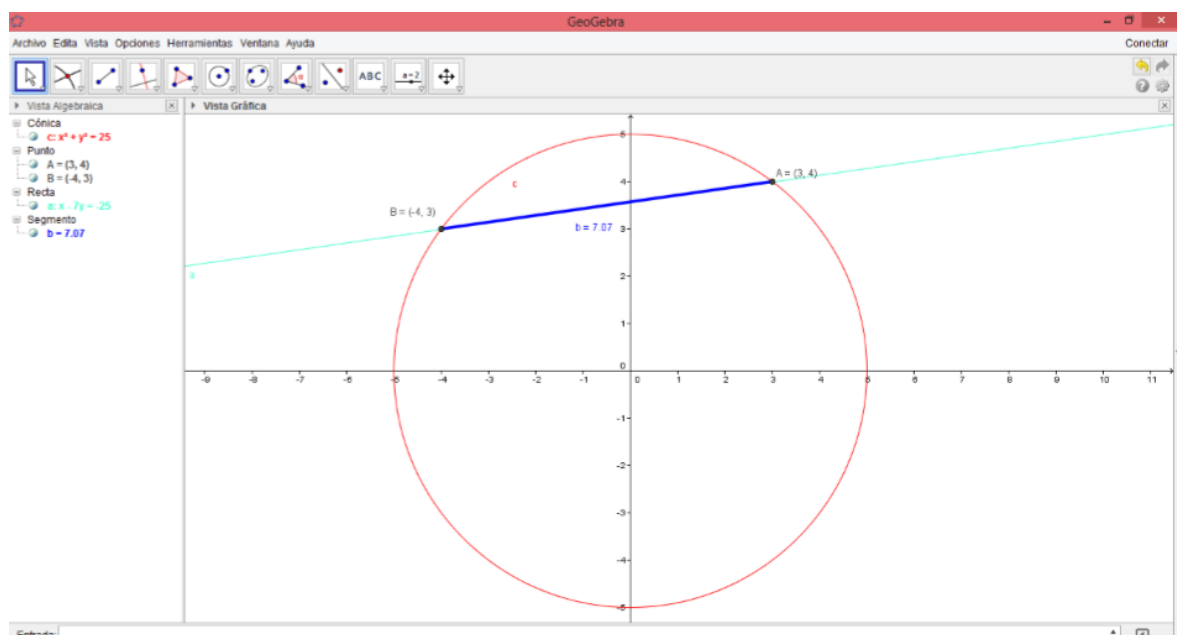 GeoGebra
Archivo Edita Vista Opciones Herramientas Ventana Ayuda
Conectar
ABC
a=2
Vista Algebraica
Vista Gráfica
Cónica
c: x² + y² = 25
Punto
A = (3, 4)
B = (-4, 3)
Recta
a: x - 7y = -25
Segmento
b = 7.07
c
A = (3, 4)
B = (-4, 3)
b = 7.07
a
5
4
3
2
1
0
-9 -8 -7 -6 -5 -4 -3 -2 -1 0 1 2 3 4 5 6 7 8 9 10 11
-1
-2
-3
-4
-5
Entrada: